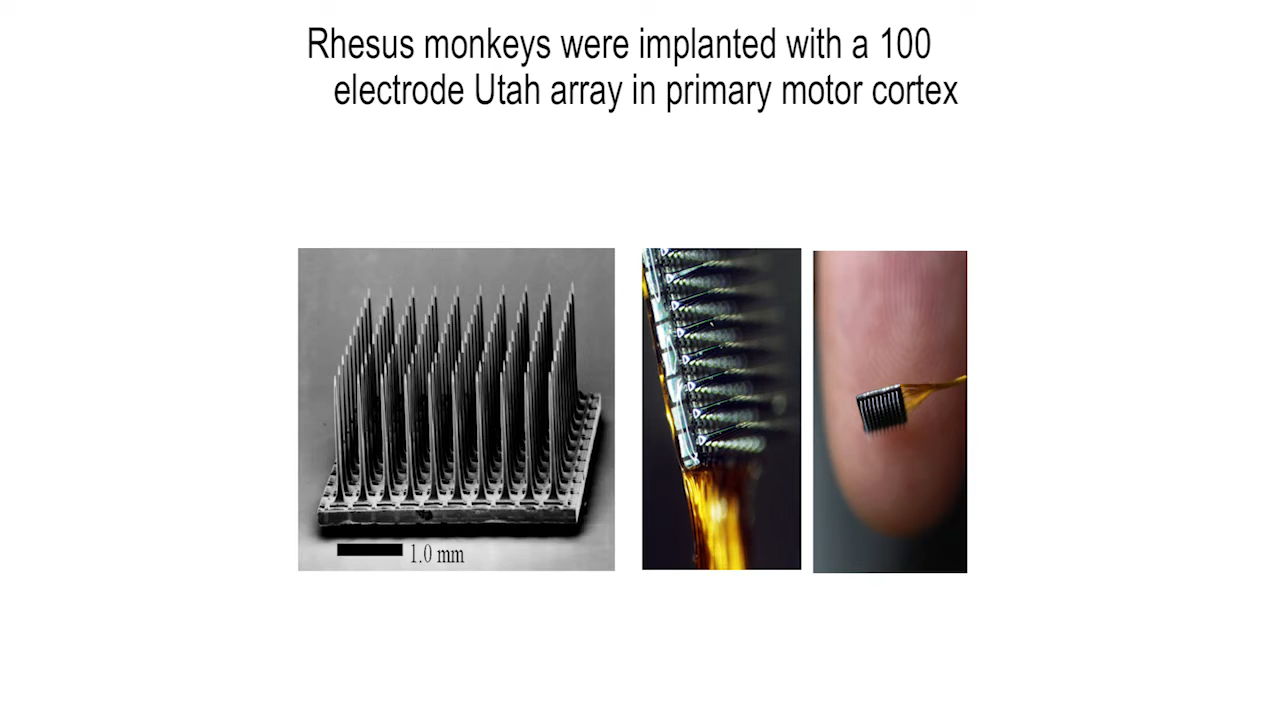 Rhesus monkeys were implanted with a 100
electrode Utah array in primary motor cortex
1.0 mm